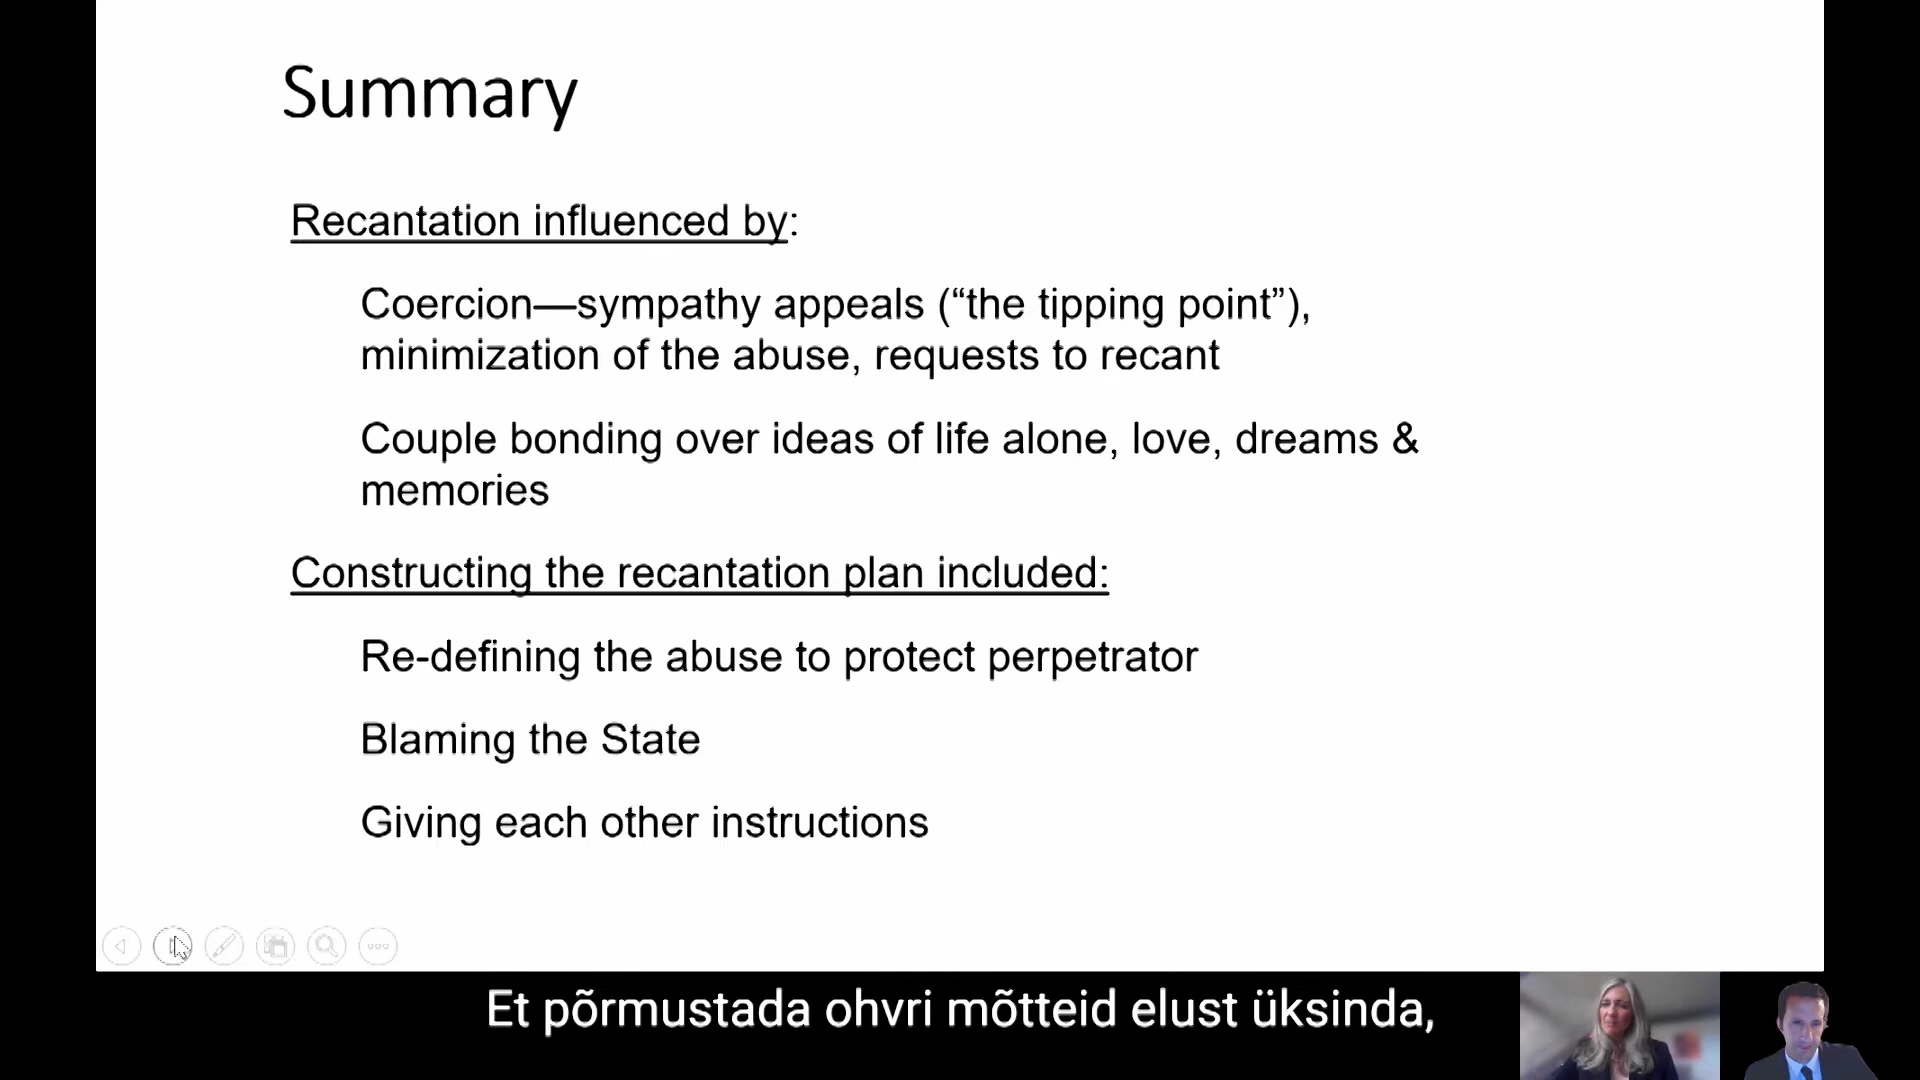 Summary
Recantation influenced by:
Coercion—sympathy appeals (“the tipping point”),
minimization of the abuse, requests to recant
Couple bonding over ideas of life alone, love, dreams &
memories
Constructing the recantation plan included:
Re-defining the abuse to protect perpetrator
Blaming the State
Giving each other instructions
Et põrmustada ohvri mõtteid elust üksinda,